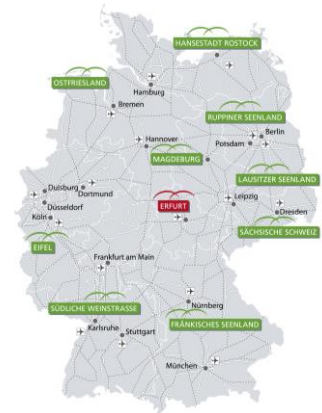 HANSESTADT ROSTOCK
OSTFRIESLAND
Hamburg
Bremen
RUPPINER SEENLAND
Berlin
Hannover
Potsdam
MAGDEBURG
LAUSITZER SEENLAND
Duisburg
Dortmund
Leipzig
Düsseldorf
ERFURT
Dresden
Köln
SÄCHSISCHE SCHWEIZ
EIFEL
Frankfurt am Main
Nürnberg
SÜDLICHE WEINSTRASSE
FRÄNKISCHES SEENLAND
Karlsruhe
Stuttgart
München